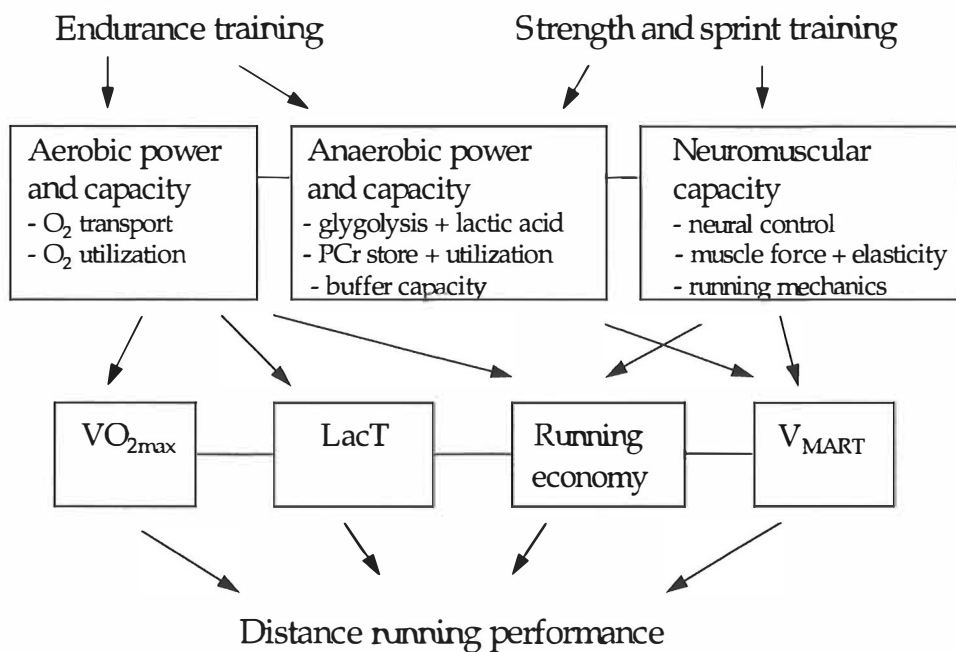 Endurance training
Strength and sprint training
Aerobic power
and capacity
- O₂ transport
- O₂ utilization
Anaerobic power
and capacity
- glygolysis + lactic acid
- PCr store + utilization
- buffer capacity
Neuromuscular
capacity
- neural control
- muscle force + elasticity
- running mechanics
VO₂max
LacT
Running
economy
VMART
Distance running performance